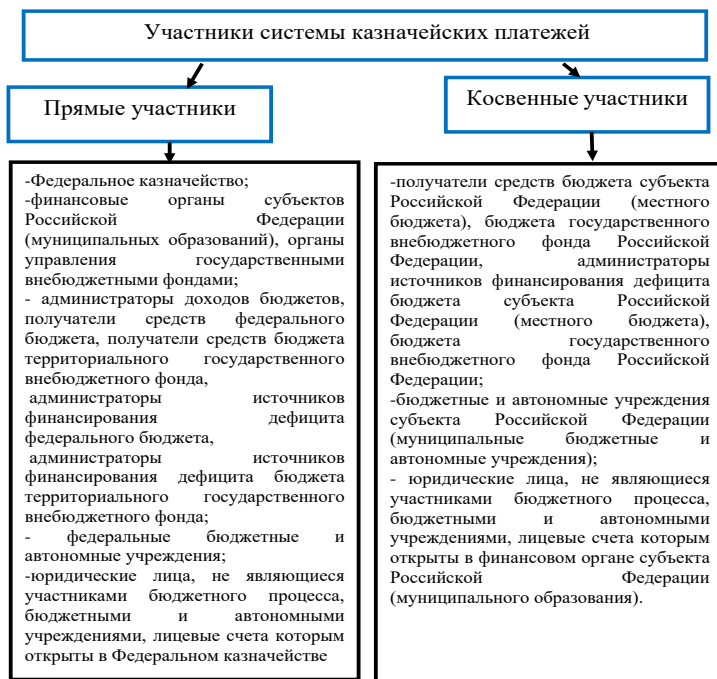 Участники системы казначейских платежей
Прямые участники
Косвенные участники
-Федеральное казначейство;
-финансовые органы субъектов
Российской Федерации
(муниципальных образований), органы
управления государственными
внебюджетными фондами;
- администраторы доходов бюджетов,
получатели средств федерального
бюджета, получатели средств бюджета
территориального государственного
внебюджетного фонда,
администраторы источников
финансирования дефицита
федерального бюджета,
администраторы источников
финансирования дефицита бюджета
территориального государственного
внебюджетного фонда;
- федеральные бюджетные и
автономные учреждения;
-юридические лица, не являющиеся
участниками бюджетного процесса,
бюджетными и автономными
учреждениями, лицевые счета которым
открыты в Федеральном казначействе
-получатели средств бюджета субъекта
Российской Федерации (местного
бюджета), бюджета государственного
внебюджетного фонда Российской
Федерации, администраторы
источников финансирования дефицита
бюджета субъекта Российской
Федерации (местного бюджета),
бюджета государственного
внебюджетного фонда Российской
Федерации;
-бюджетные и автономные учреждения
субъекта Российской Федерации
(муниципальные бюджетные и
автономные учреждения);
- юридические лица, не являющиеся
участниками бюджетного процесса,
бюджетными и автономными
учреждениями, лицевые счета которым
открыты в финансовом органе субъекта
Российской Федерации
(муниципального образования).